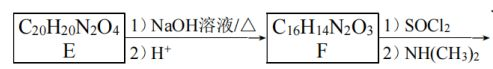 C₂₀H₂₀N₂O₄ 1) NaOH溶液/△ C₁₆H₁₄N₂O₃ 1) SOCl₂
E 2) H⁺ F 2) NH(CH₃)₂